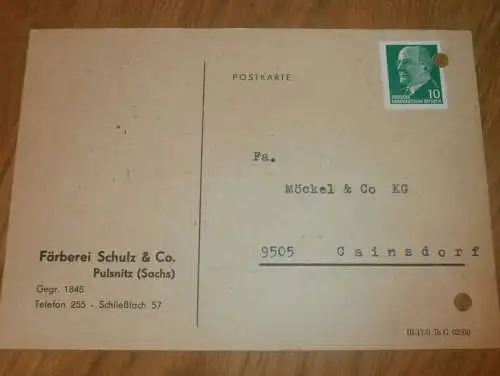 POSTKARTE
10
DEUTSCHE
DEMOKRATISCHE REPUBLIK
Fa.
Möckel & Co KG
9505 Cainsdorf
Färberei Schulz & Co.
Pulsnitz (Sachs)
Gegr. 1848
Telefon 255 - Schließfach 57